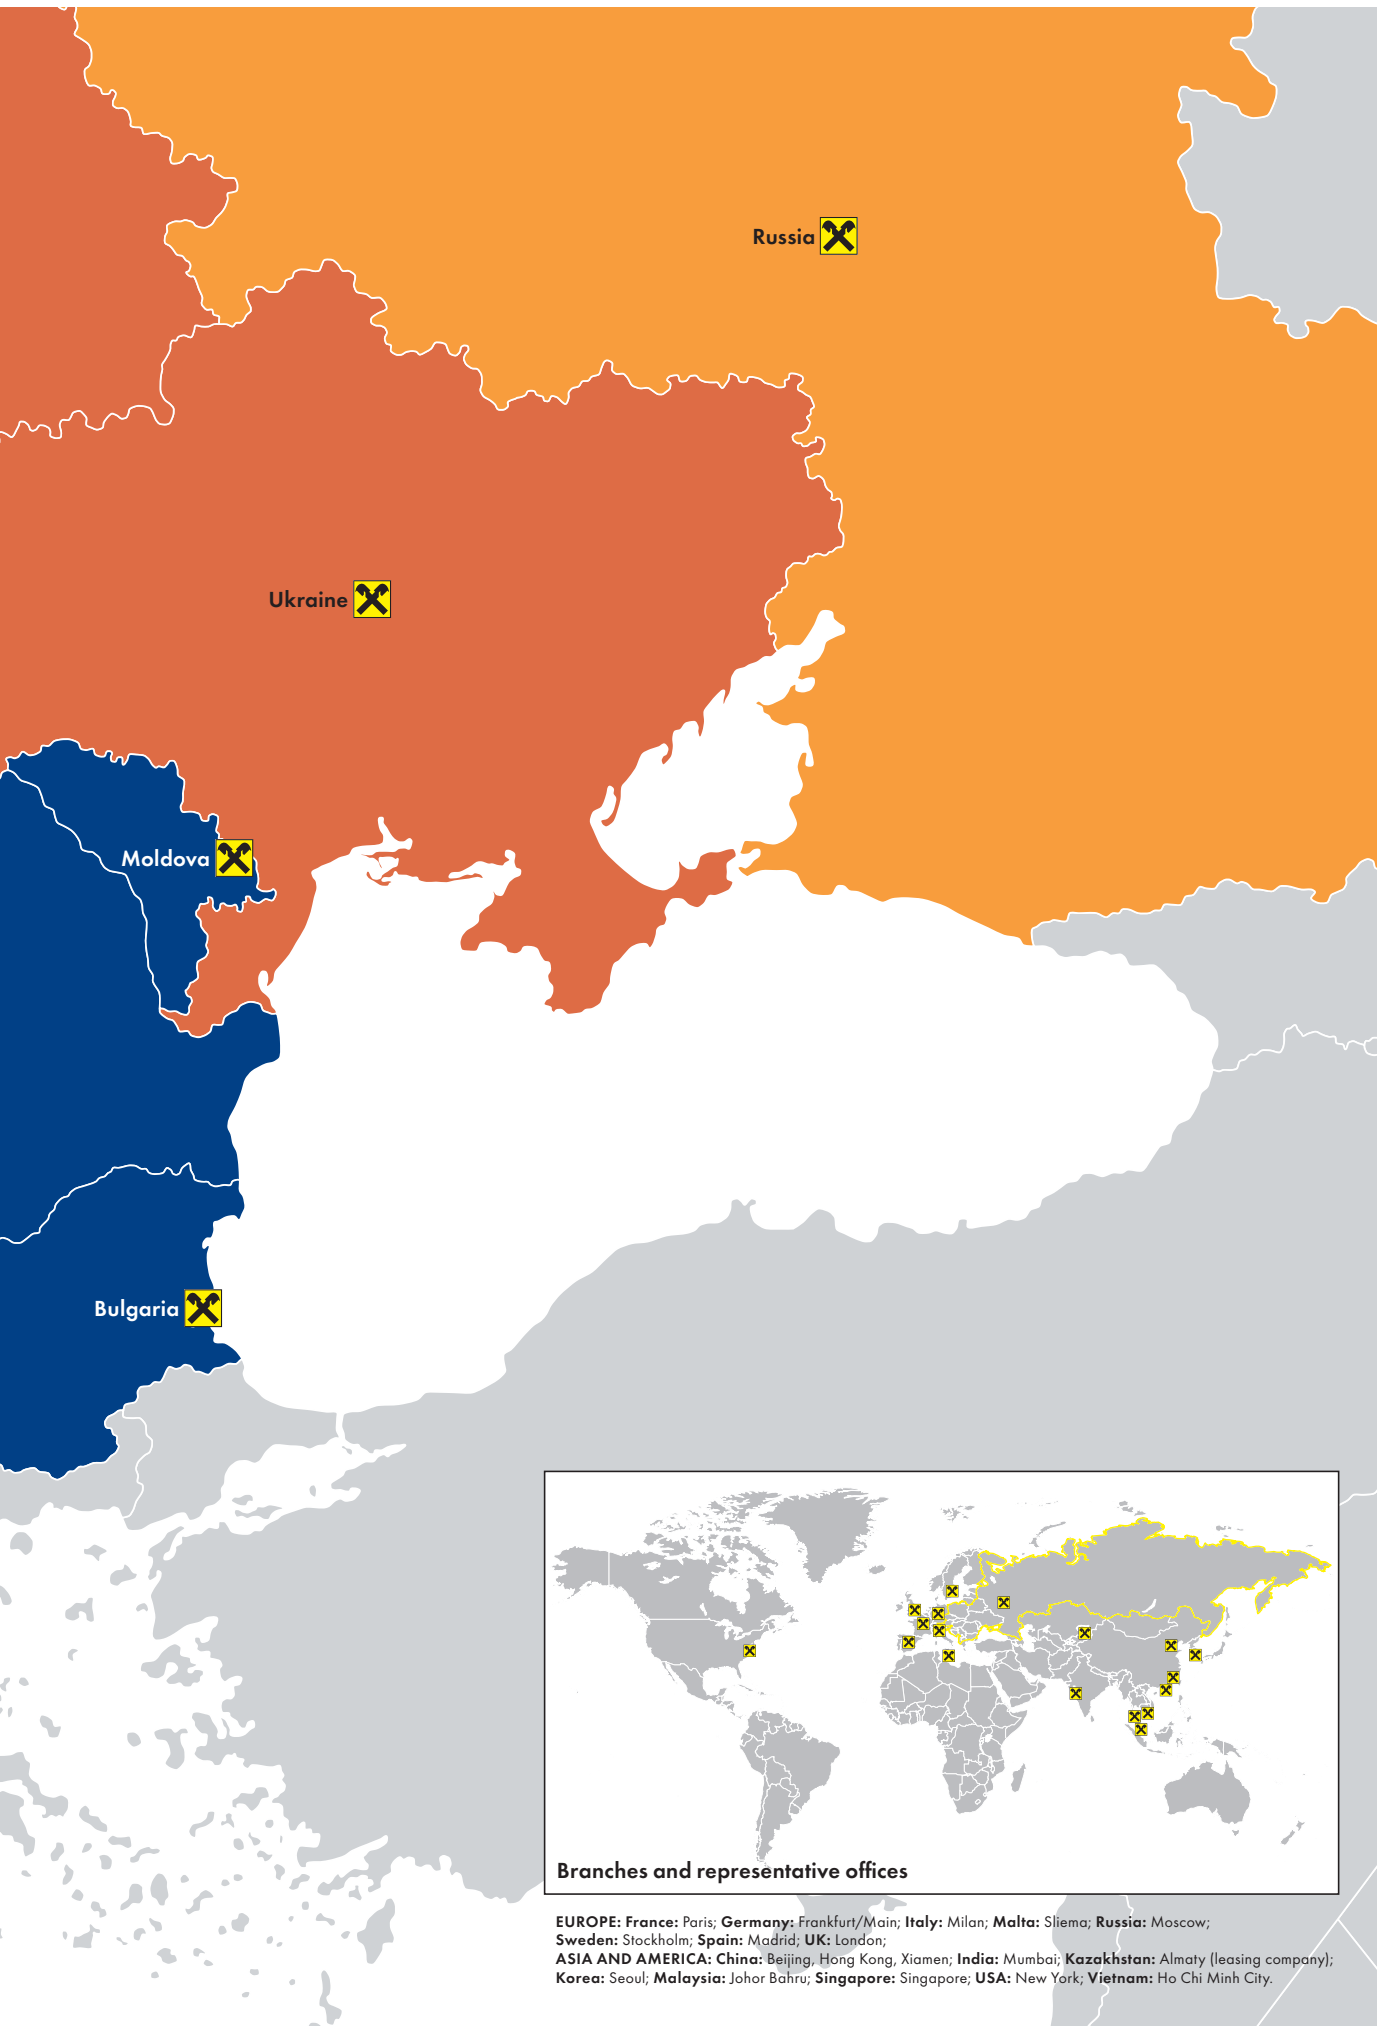 Russia
Ukraine
Moldova
Bulgaria
Branches and representative offices
EUROPE: France: Paris; Germany: Frankfurt/Main; Italy: Milan; Malta: Sliema; Russia: Moscow;
Sweden: Stockholm; Spain: Madrid; UK: London;
ASIA AND AMERICA: China: Beijing, Hong Kong, Xiamen; India: Mumbai; Kazakhstan: Almaty (leasing company);
Korea: Seoul; Malaysia: Johor Bahru; Singapore: Singapore; USA: New York; Vietnam: Ho Chi Minh City.